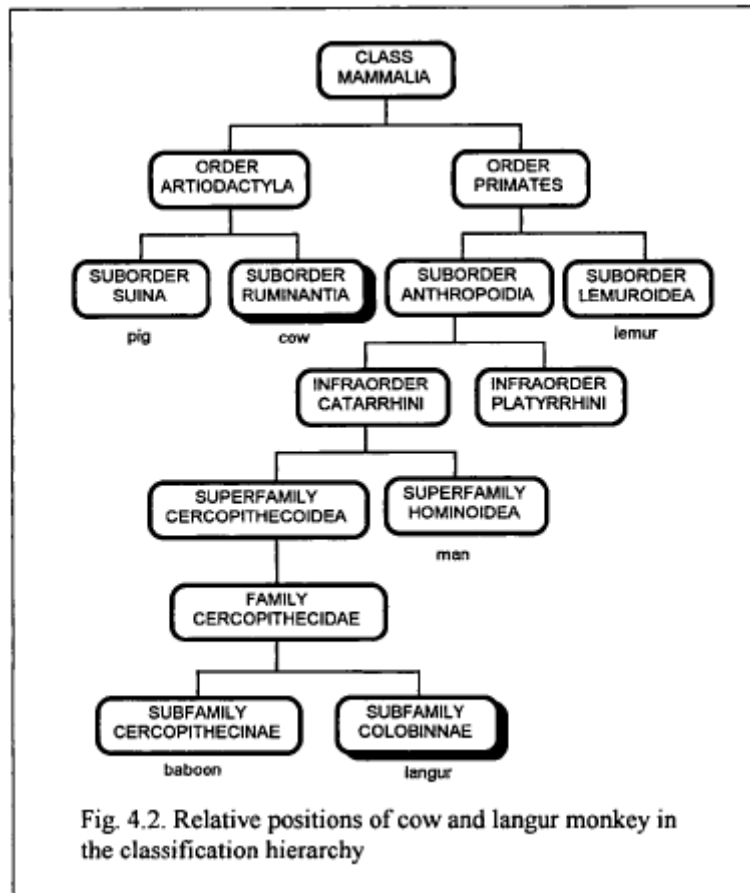 CLASS
MAMMALIA
ORDER
ARTIODACTYLA
ORDER
PRIMATES
SUBORDER
SUINA
SUBORDER
RUMINANTIA
SUBORDER
ANTHROPOIDIA
SUBORDER
LEMUROIDEA
pig
cow
lemur
INFRAORDER
CATARRHINI
INFRAORDER
PLATYRRHINI
SUPERFAMILY
CERCOPITHECOIDEA
SUPERFAMILY
HOMINOIDEA
man
FAMILY
CERCOPITHECIDAE
SUBFAMILY
CERCOPITHECINAE
SUBFAMILY
COLOBINNAE
baboon
langur
Fig. 4.2. Relative positions of cow and langur monkey in
the classification hierarchy